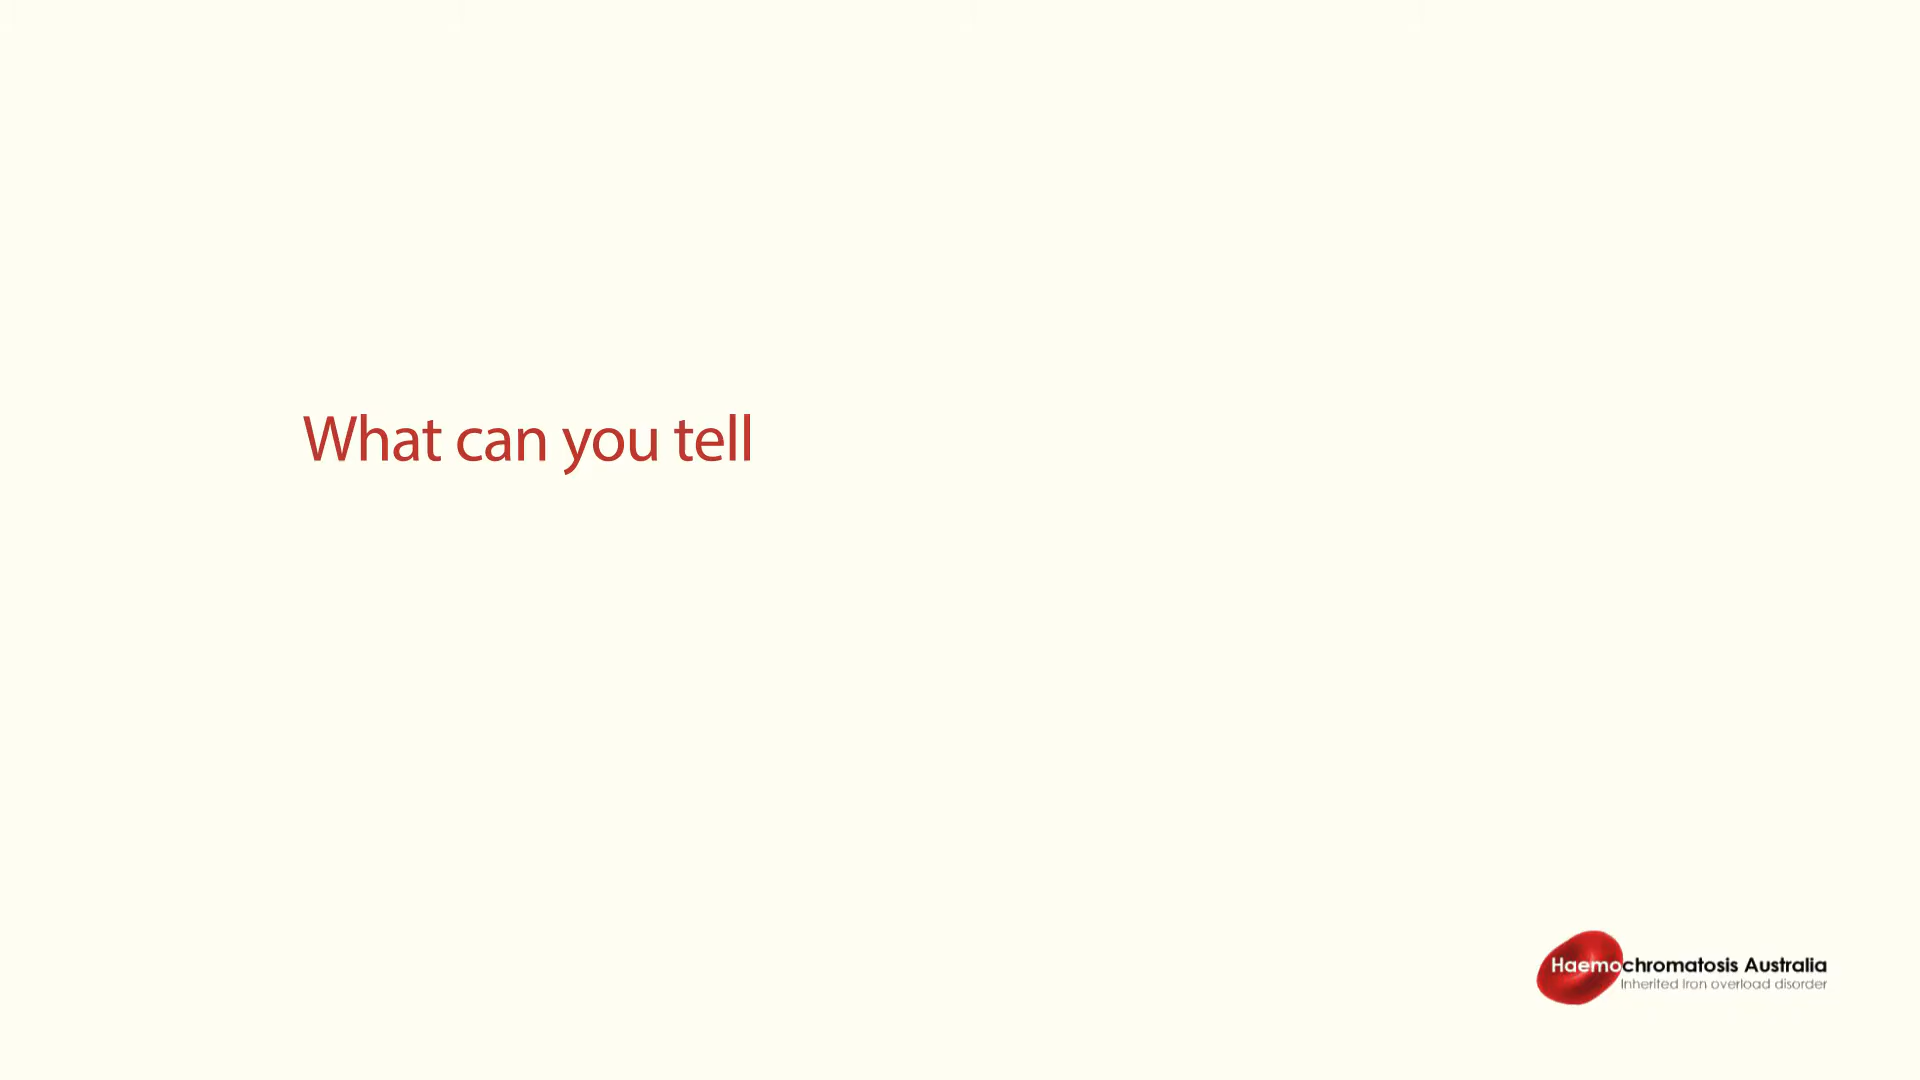 What can you tell
Haemochromatosis Australia
Inherited Iron overload disorder